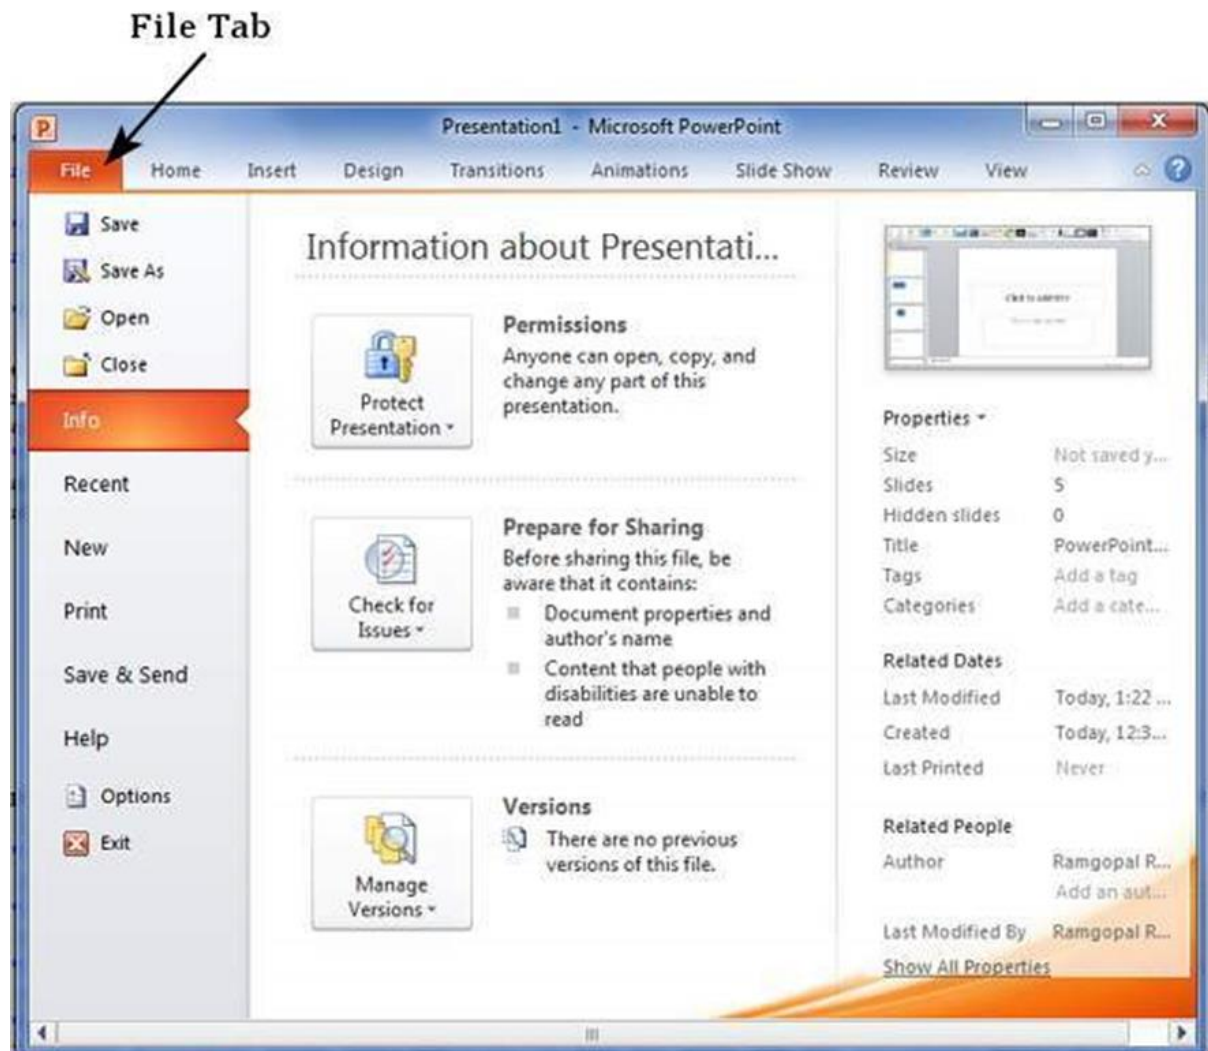 File Tab
Presentation1 - Microsoft PowerPoint
File Home Insert Design Transitions Animations Slide Show Review View
Save
Save As
Open
Close
Info
Recent
New
Print
Save & Send
Help
Options
Exit
Information about Presentati...
Protect
Presentation
Permissions
Anyone can open, copy, and
change any part of this
presentation.
Check for
Issues
Prepare for Sharing
Before sharing this file, be
aware that it contains:
Document properties and
author's name
Content that people with
disabilities are unable to
read
Manage
Versions
Versions
There are no previous
versions of this file.
Properties
Size Not saved y...
Slides 5
Hidden slides 0
Title PowerPoint...
Tags Add a tag
Categories Add a cate...
Related Dates
Last Modified Today, 1:22 ...
Created Today, 12:3...
Last Printed Never
Related People
Author Ramgopal R...
Add an aut...
Last Modified By Ramgopal R...
Show All Properties